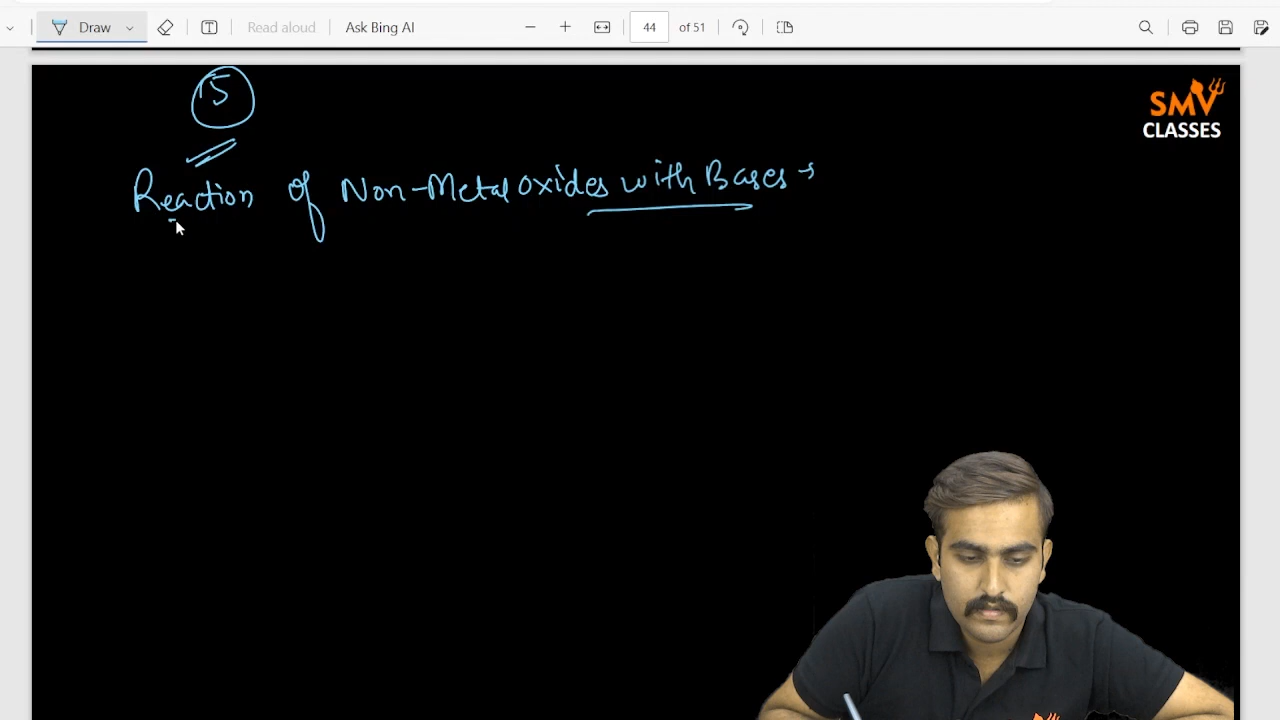 Draw
Read aloud
Ask Bing AI
44
of 51
15
SMV
CLASSES
Reaction of Non-Metal oxides with Bases →